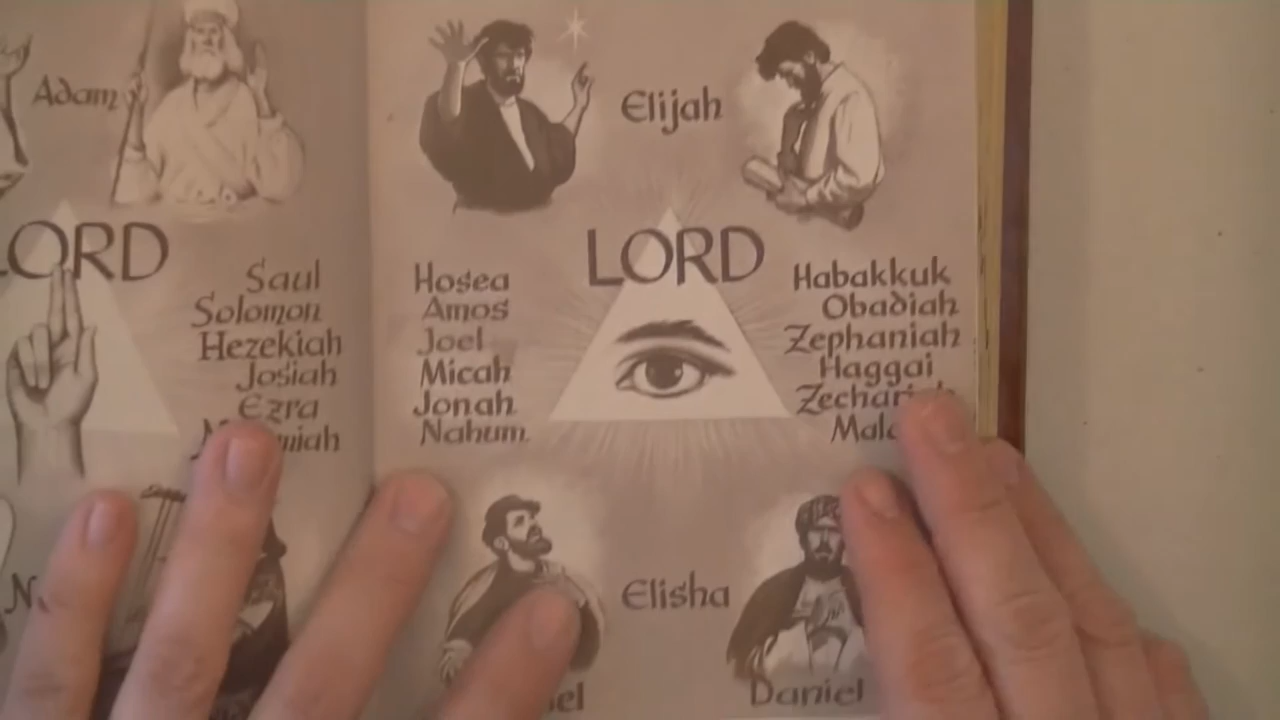 Adam
LORD
Saul
Solomon
Hezekiah
Josiah
Ezra
Elijah
LORD
Hosea
Amos
Joel
Micah
Jonah
Nahum
Habakkuk
Obadiah
Zephaniah
Haggai
Elisha
Daniel